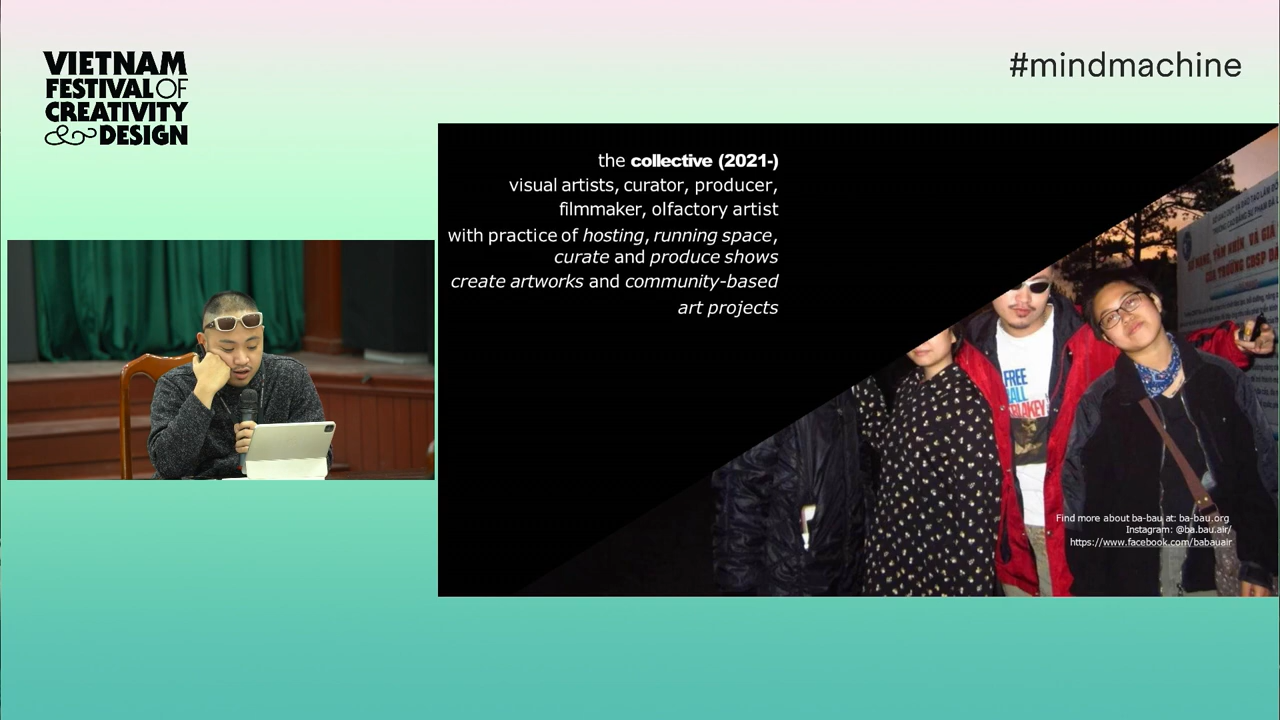 VIETNAM
FESTIVAL OF
CREATIVITY
& DESIGN
#mindmachine
the collective (2021-)
visual artists, curator, producer,
filmmaker, olfactory artist
with practice of hosting, running space,
curate and produce shows
create artworks and community-based
art projects
FREE
ALL
Find more about ba-bau at: ba-bau.org
Instagram: @ba.bau.air/
https://www.facebook.com/babauair